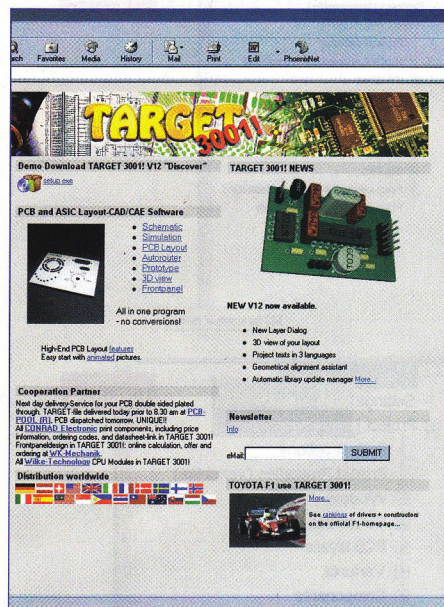 rch Favorites Media History Mail Print Edit PhoenixNet
TARGET 3001!
Demo Download TARGET 3001! V12 "Discover"
setup.exe
PCB and ASIC Layout-CAD/CAE Software
Schematic
Simulation
PCB Layout
Autorouter
Prototype
3D view
Frontpanel
All in one program
- no conversions!
High-End PCB Layout features
Easy start with animated pictures.
Cooperation Partner
Next day delivery-Service for your PCB double sided plated
through. TARGET-file delivered today prior to 8.30 am at PCB-
POOL (R), PCB dispatched tomorrow. UNIQUE!!
All CONRAD Electronic print components, including price
information, ordering codes, and datasheet-link in TARGET 3001!
Frontpaneldesign in TARGET 3001!: online calculation, offer and
ordering at WK-Mechanik.
All Wilke-Technology CPU Modules in TARGET 3001!
Distribution worldwide
TARGET 3001! NEWS
NEW V12 now available.
New Layer Dialog
3D view of your layout
Project texts in 3 languages
Geometrical alignment assistant
Automatic library update manager More...
Newsletter
Info
eMail: SUBMIT
TOYOTA F1 use TARGET 3001!
More...
See rankings of drivers + constructors
on the official F1-homepage...